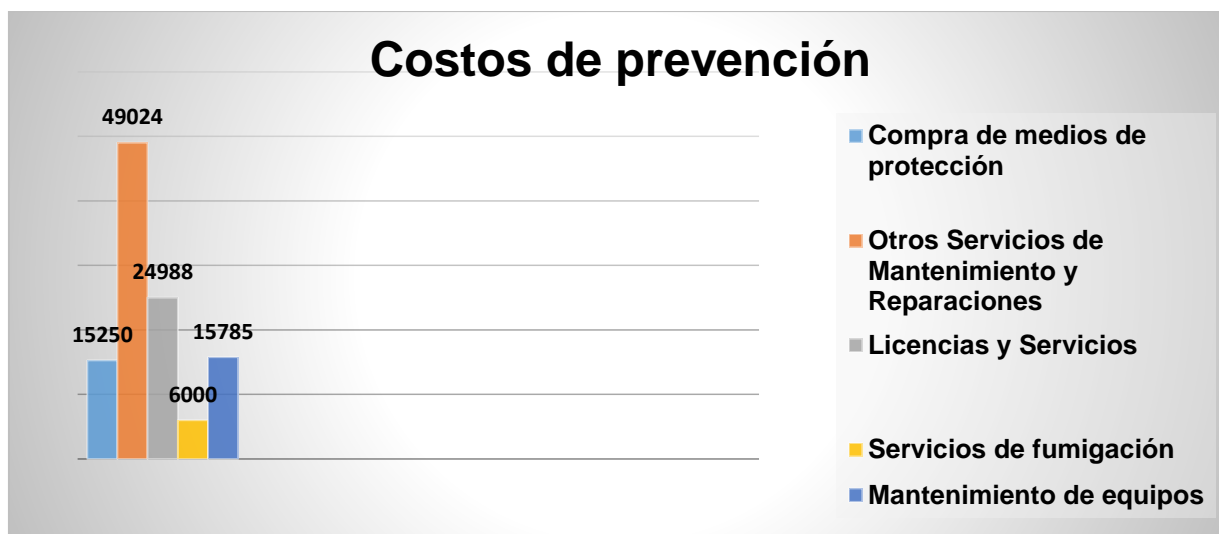 Costos de prevención
49024
24988
15250
15785
6000
Compra de medios de
protección
Otros Servicios de
Mantenimiento y
Reparaciones
Licencias y Servicios
Servicios de fumigación
Mantenimiento de equipos